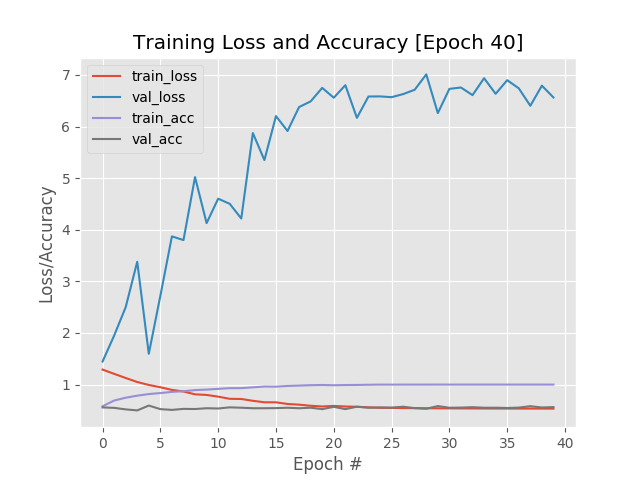 Training Loss and Accuracy [Epoch 40]
train_loss
val_loss
train_acc
val_acc
7
6
5
4
3
2
1
Loss/Accuracy
0 5 10 15 20 25 30 35 40
Epoch #